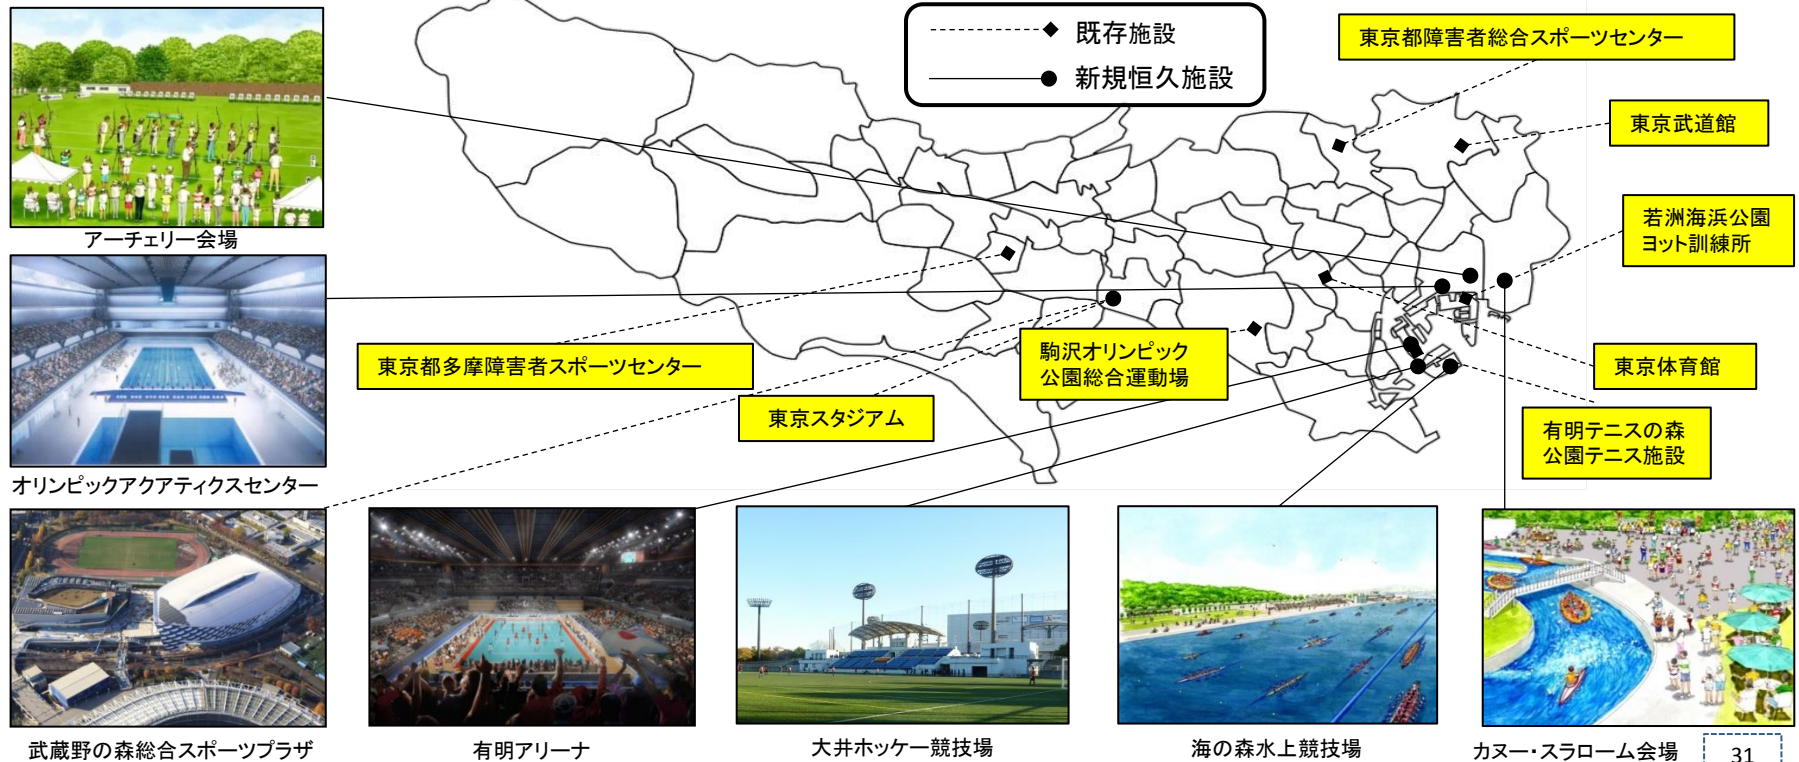 既存施設
新規恒久施設
東京都障害者総合スポーツセンター
東京武道館
若洲海浜公園
ヨット訓練所
アーチェリー会場
東京都多摩障害者スポーツセンター
駒沢オリンピック
公園総合運動場
東京体育館
東京スタジアム
有明テニスの森
公園テニス施設
オリンピックアクアティクスセンター
武蔵野の森総合スポーツプラザ
有明アリーナ
大井ホッケー競技場
海の森水上競技場
カヌー・スラローム会場
31